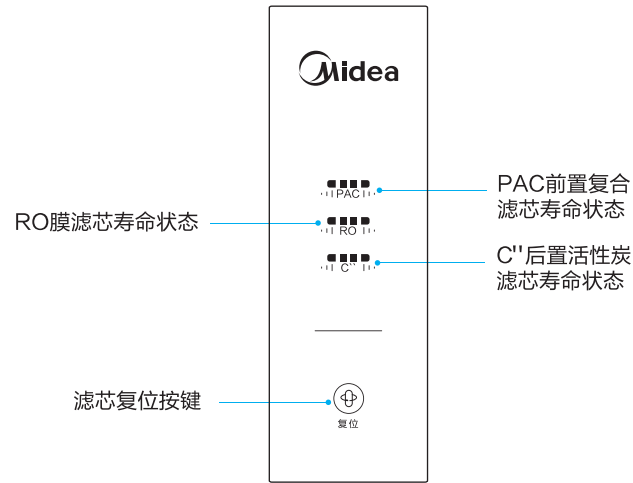 Midea
PAC
PAC前置复合
滤芯寿命状态
RO膜滤芯寿命状态
RO
C''后置活性炭
滤芯寿命状态
C``
滤芯复位按键
复位